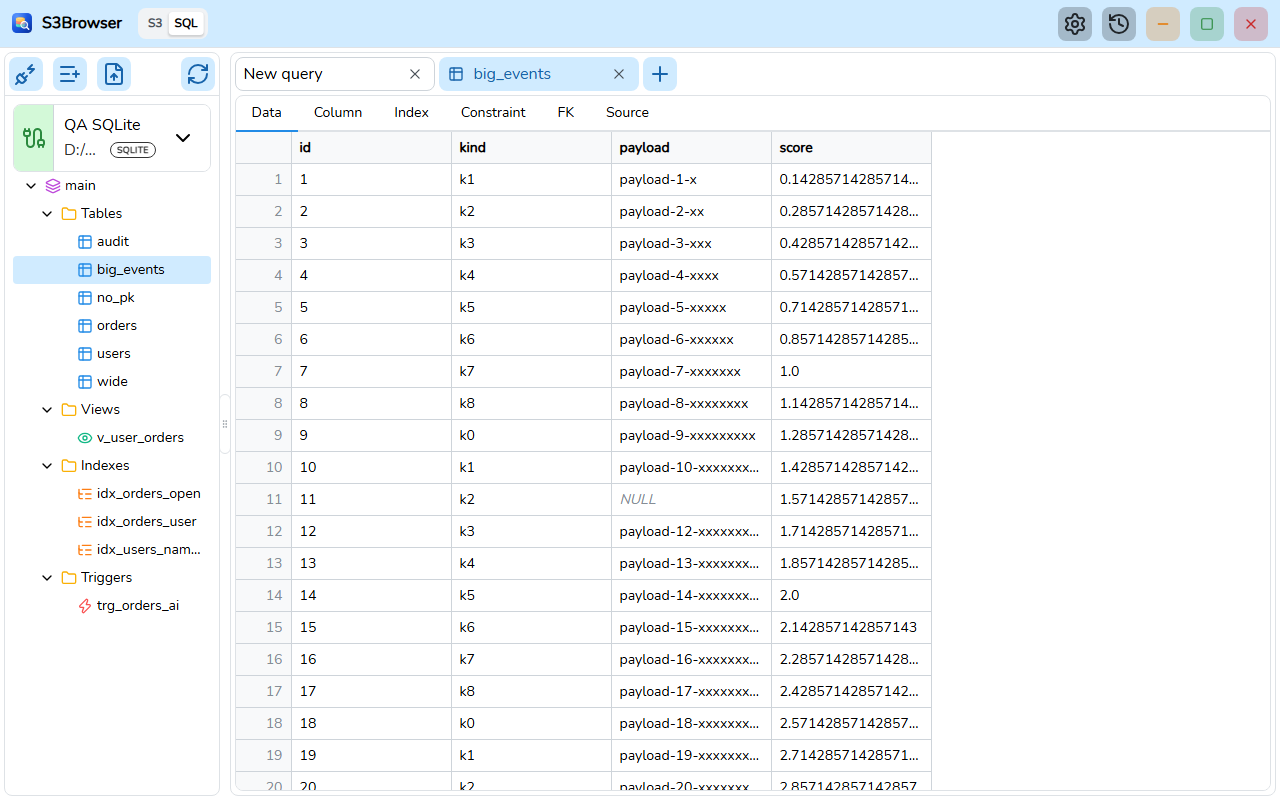 S3Browser
S3 SQL
New query
big_events
QA SQLite
D:/...
SQLITE
main
Tables
audit
big_events
no_pk
orders
users
wide
Views
v_user_orders
Indexes
idx_orders_open
idx_orders_user
idx_users_nam...
Triggers
trg_orders_ai
Data Column Index Constraint FK Source
id kind payload score
1 1 k1 payload-1-x 0.14285714285714...
2 2 k2 payload-2-xx 0.28571428571428...
3 3 k3 payload-3-xxx 0.42857142857142...
4 4 k4 payload-4-xxxx 0.57142857142857...
5 5 k5 payload-5-xxxxx 0.71428571428571...
6 6 k6 payload-6-xxxxxx 0.85714285714285...
7 7 k7 payload-7-xxxxxxx 1.0
8 8 k8 payload-8-xxxxxxxx 1.14285714285714...
9 9 k0 payload-9-xxxxxxxxx 1.28571428571428...
10 10 k1 payload-10-xxxxxxx... 1.42857142857142...
11 11 k2 NULL 1.57142857142857...
12 12 k3 payload-12-xxxxxxx... 1.71428571428571...
13 13 k4 payload-13-xxxxxxx... 1.85714285714285...
14 14 k5 payload-14-xxxxxxx... 2.0
15 15 k6 payload-15-xxxxxxx... 2.142857142857143
16 16 k7 payload-16-xxxxxxx... 2.28571428571428...
17 17 k8 payload-17-xxxxxxx... 2.42857142857142...
18 18 k0 payload-18-xxxxxxx... 2.57142857142857...
19 19 k1 payload-19-xxxxxxx... 2.71428571428571...
20 20 k2 payload-20-xxxxxxx 2.857142857142857